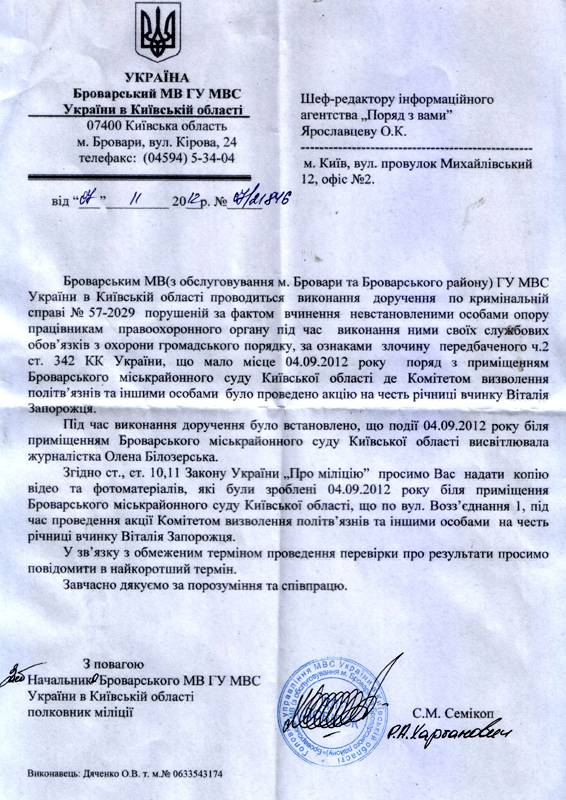 УКРАЇНА
Броварський МВ ГУ МВС
України в Київській області
07400 Київська область
м. Бровари, вул. Кірова, 24
телефакс: (04594) 5-34-04
від “07” 11 2012р. № 27/21846
Шеф-редактору інформаційного
агентства „Поряд з вами”
Ярославцеву О.К.
м. Київ, вул. провулок Михайлівський
12, офіс №2.
Броварським МВ(з обслуговування м. Бровари та Броварського району) ГУ МВС
України в Київській області проводиться виконання доручення по кримінальній
справі № 57-2029 порушеній за фактом вчинення невстановленими особами опору
працівникам правоохоронного органу під час виконання ними своїх службових
обов’язків з охорони громадського порядку, за ознаками злочину передбаченого ч.2
ст. 342 КК України, що мало місце 04.09.2012 року поряд з приміщенням
Броварського міськрайонного суду Київської області де Комітетом визволення
політв’язнів та іншими особами було проведено акцію на честь річниці вчинку Віталія
Запорожця.
Під час виконання доручення було встановлено, що події 04.09.2012 року біля
приміщенням Броварського міськрайонного суду Київської області висвітлювала
журналістка Олена Білозерська.
Згідно ст., ст. 10,11 Закону України „Про міліцію” просимо Вас надати копію
відео та фотоматеріалів, які були зроблені 04.09.2012 року біля приміщення
Броварського міськрайонного суду Київської області, що по вул. Возз’єднання 1, під
час проведення акції Комітетом визволення політв’язнів та іншими особами на честь
річниці вчинку Віталія Запорожця.
У зв’язку з обмеженим терміном проведення перевірки про результати просимо
повідомити в найкоротший термін.
Завчасно дякуємо за порозуміння та співпрацю.
З повагою
Начальник Броварського МВ ГУ МВС
України в Київській області
полковник міліції
С.М. Семікоп
Виконавець: Дяченко О.В. т. м.№ 0633543174